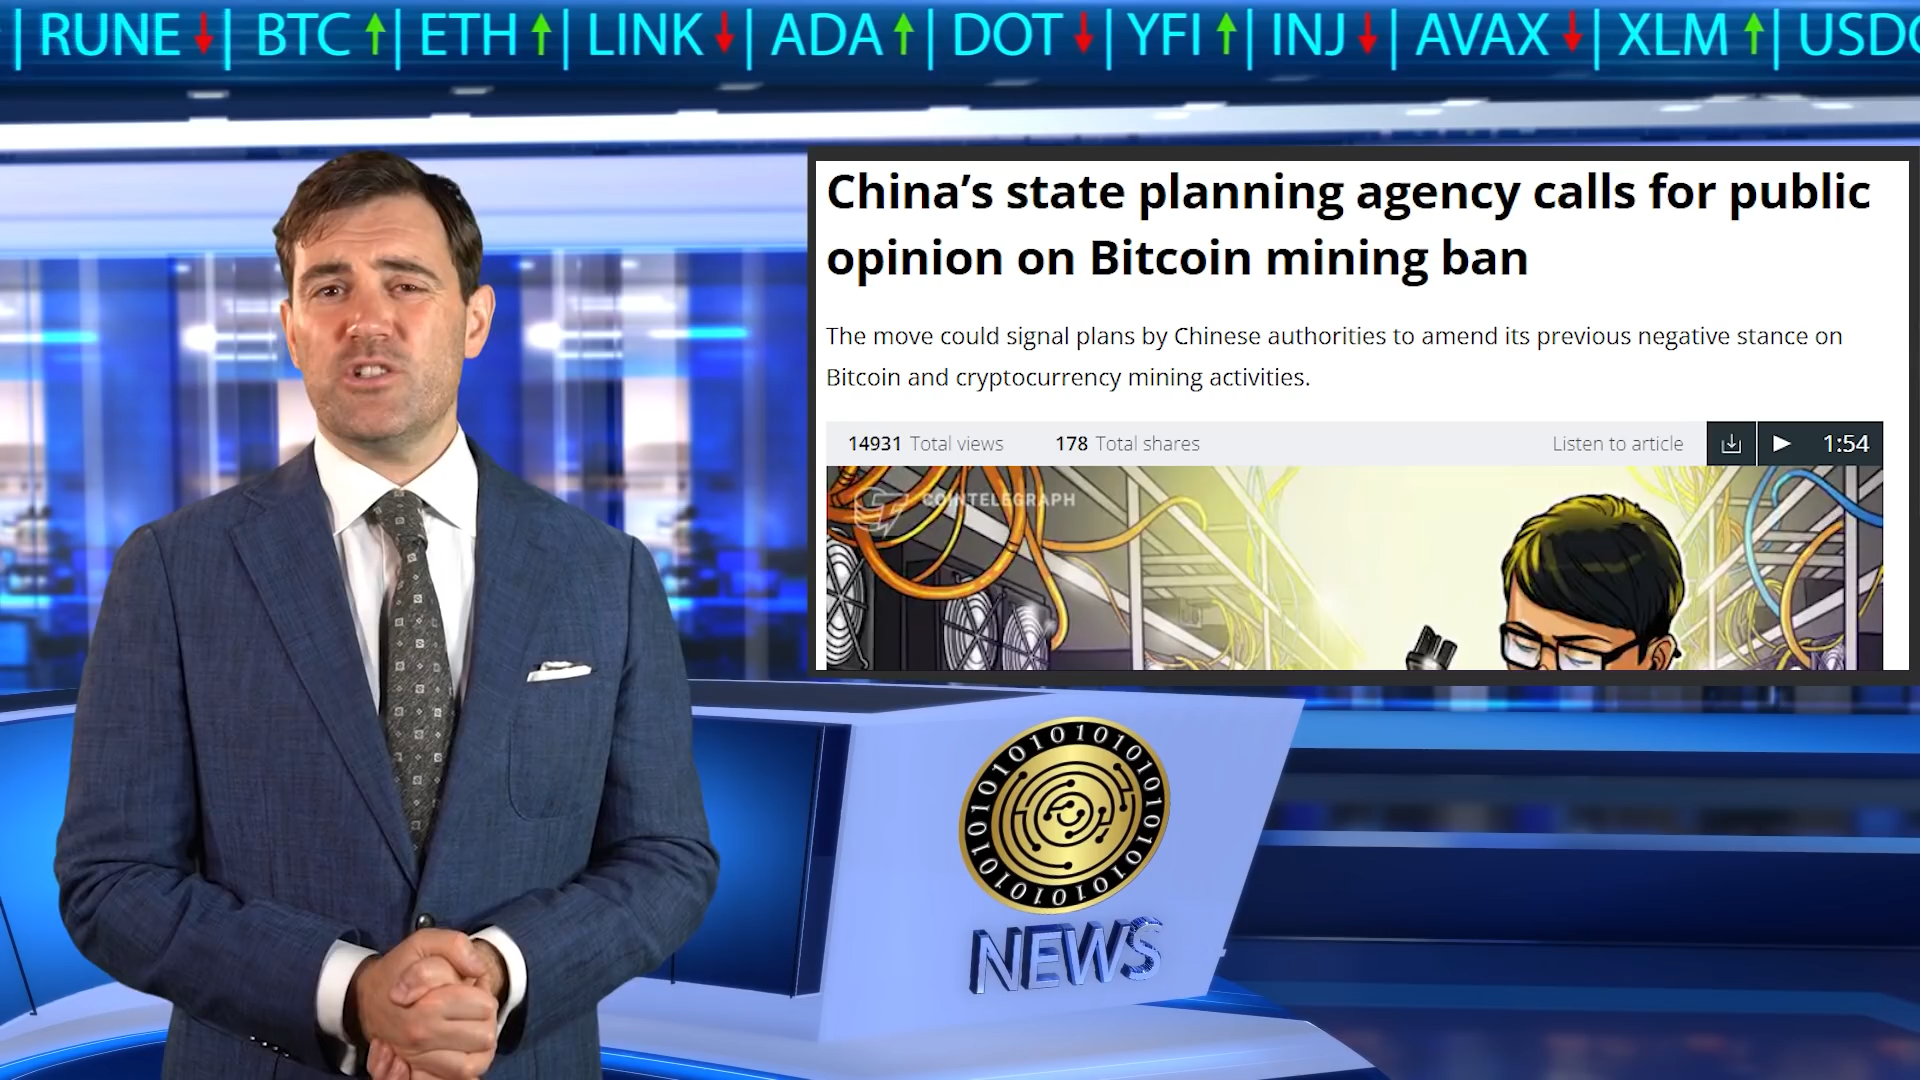 RUNE | BTC | ETH | LINK | ADA | DOT | YFI | INJ | AVAX | XLM | USDC
China’s state planning agency calls for public
opinion on Bitcoin mining ban
The move could signal plans by Chinese authorities to amend its previous negative stance on
Bitcoin and cryptocurrency mining activities.
14931 Total views 178 Total shares Listen to article 1:54
COINTELEGRAPH
NEWS